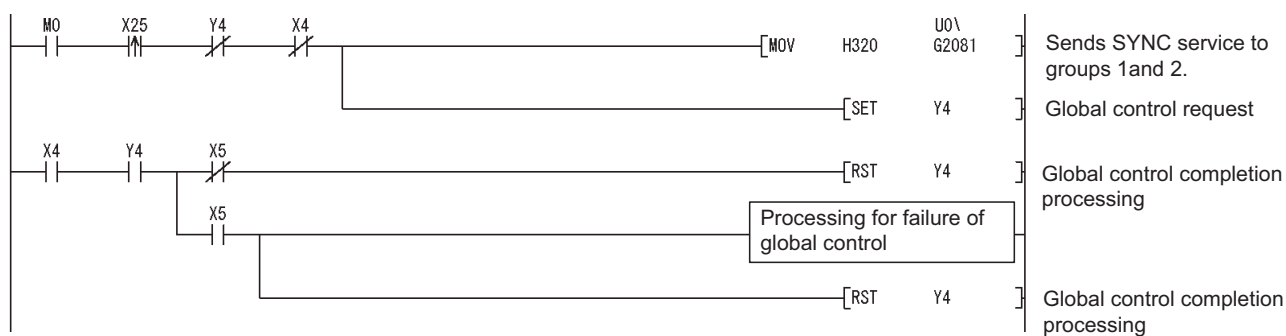 M0 X25 Y4 X4
MOV H320 U0\
G2081
Sends SYNC service to
groups 1and 2.
SET Y4
Global control request
X4 Y4 X5
RST Y4
Global control completion
processing
X5
Processing for failure of
global control
RST Y4
Global control completion
processing